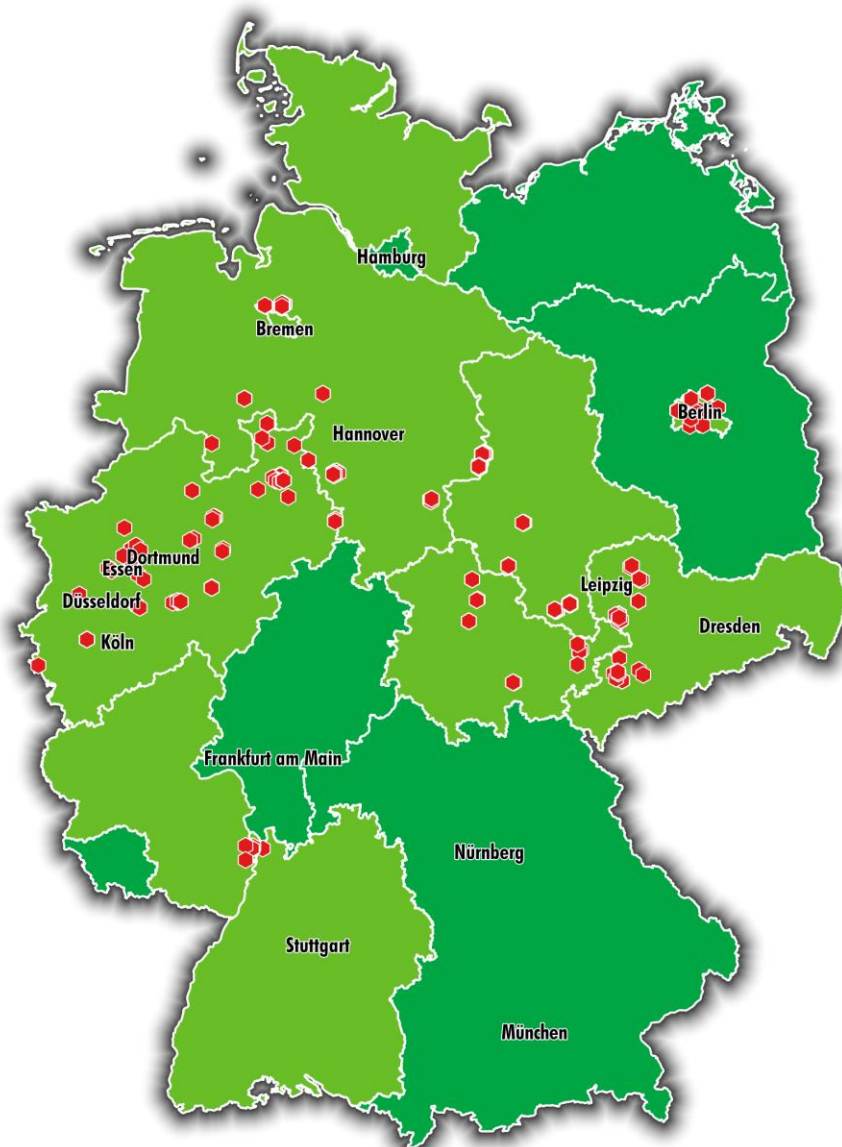 Hamburg
Bremen
Berlin
Hannover
Dortmund
Essen
Leipzig
Düsseldorf
Dresden
Köln
Frankfurt am Main
Nürnberg
Stuttgart
München